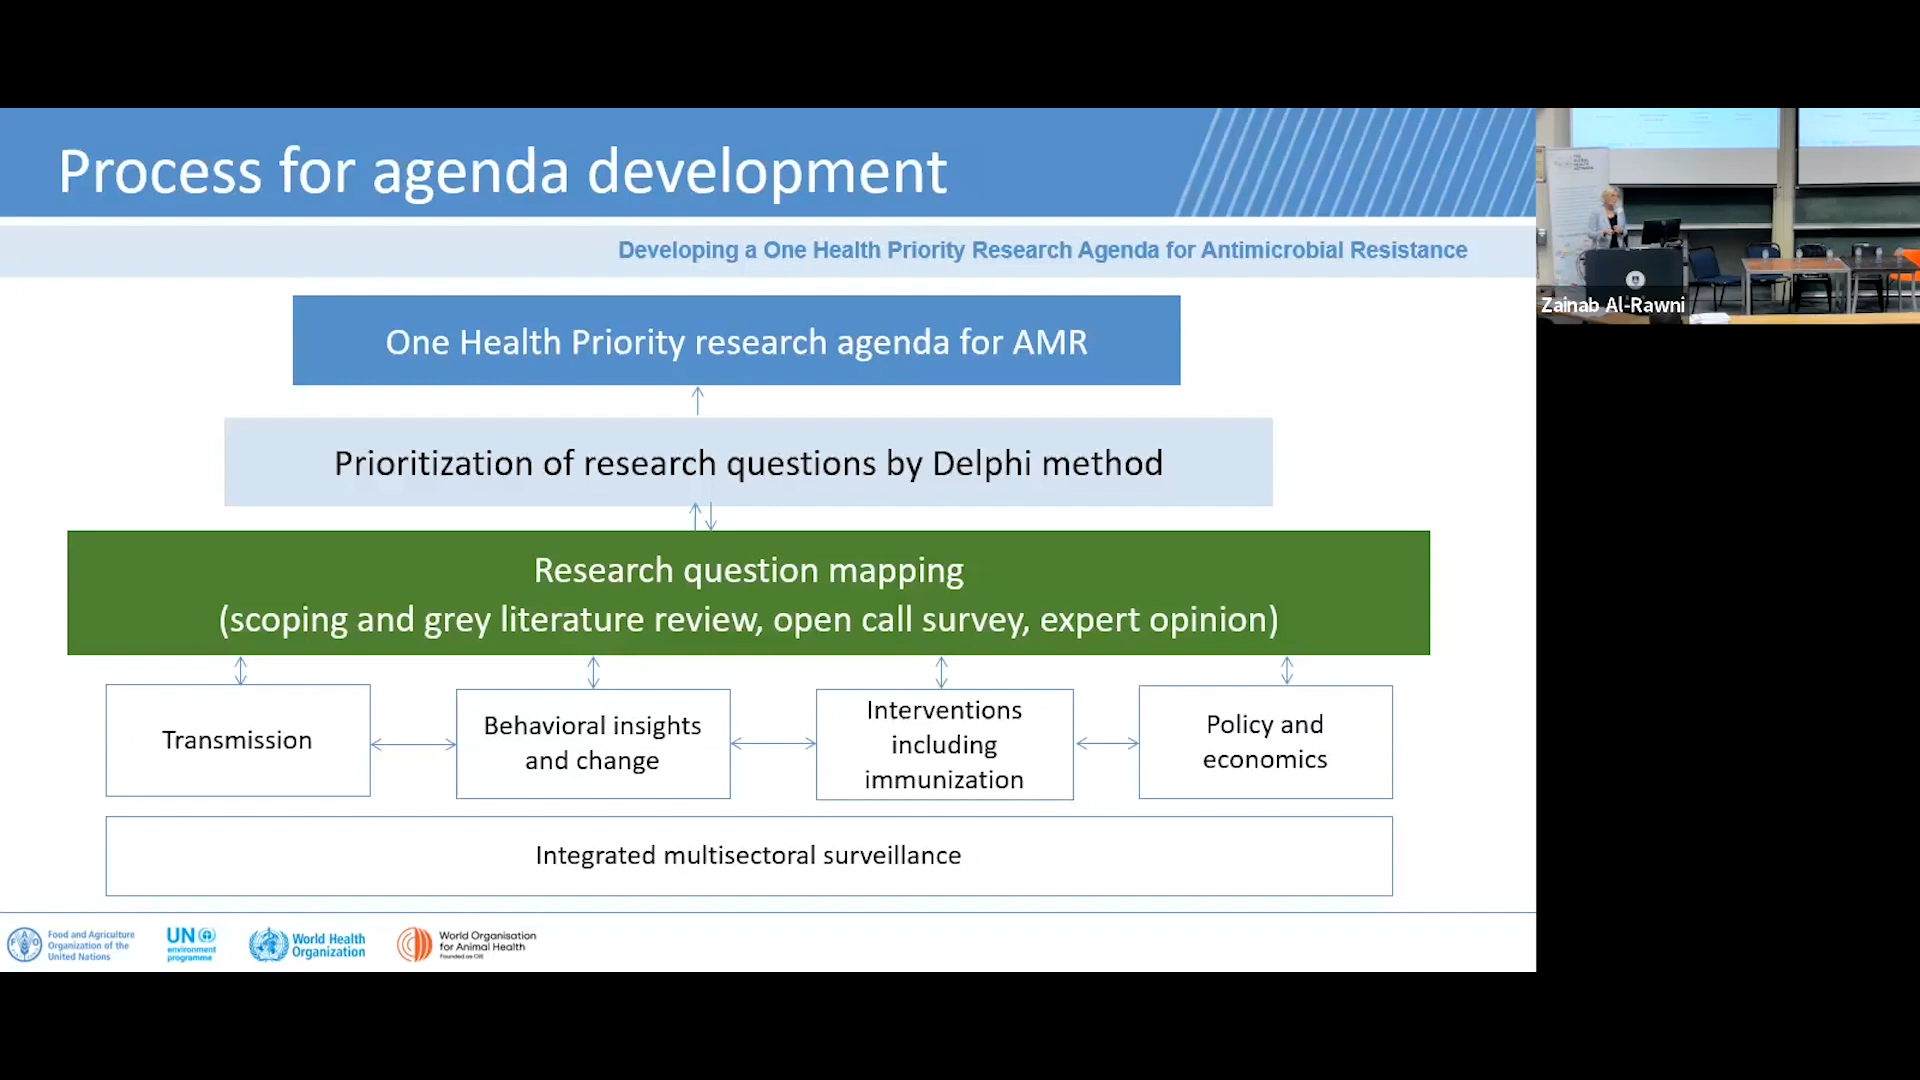 Process for agenda development
Developing a One Health Priority Research Agenda for Antimicrobial Resistance
One Health Priority research agenda for AMR
Prioritization of research questions by Delphi method
Research question mapping
(scoping and grey literature review, open call survey, expert opinion)
Transmission
Behavioral insights
and change
Interventions
including
immunization
Policy and
economics
Integrated multisectoral surveillance
Food and Agriculture
Organization of the
United Nations
UN
environment
programme
World Health
Organization
World Organisation
for Animal Health
Founded as OIE
Zainab Al-Rawni